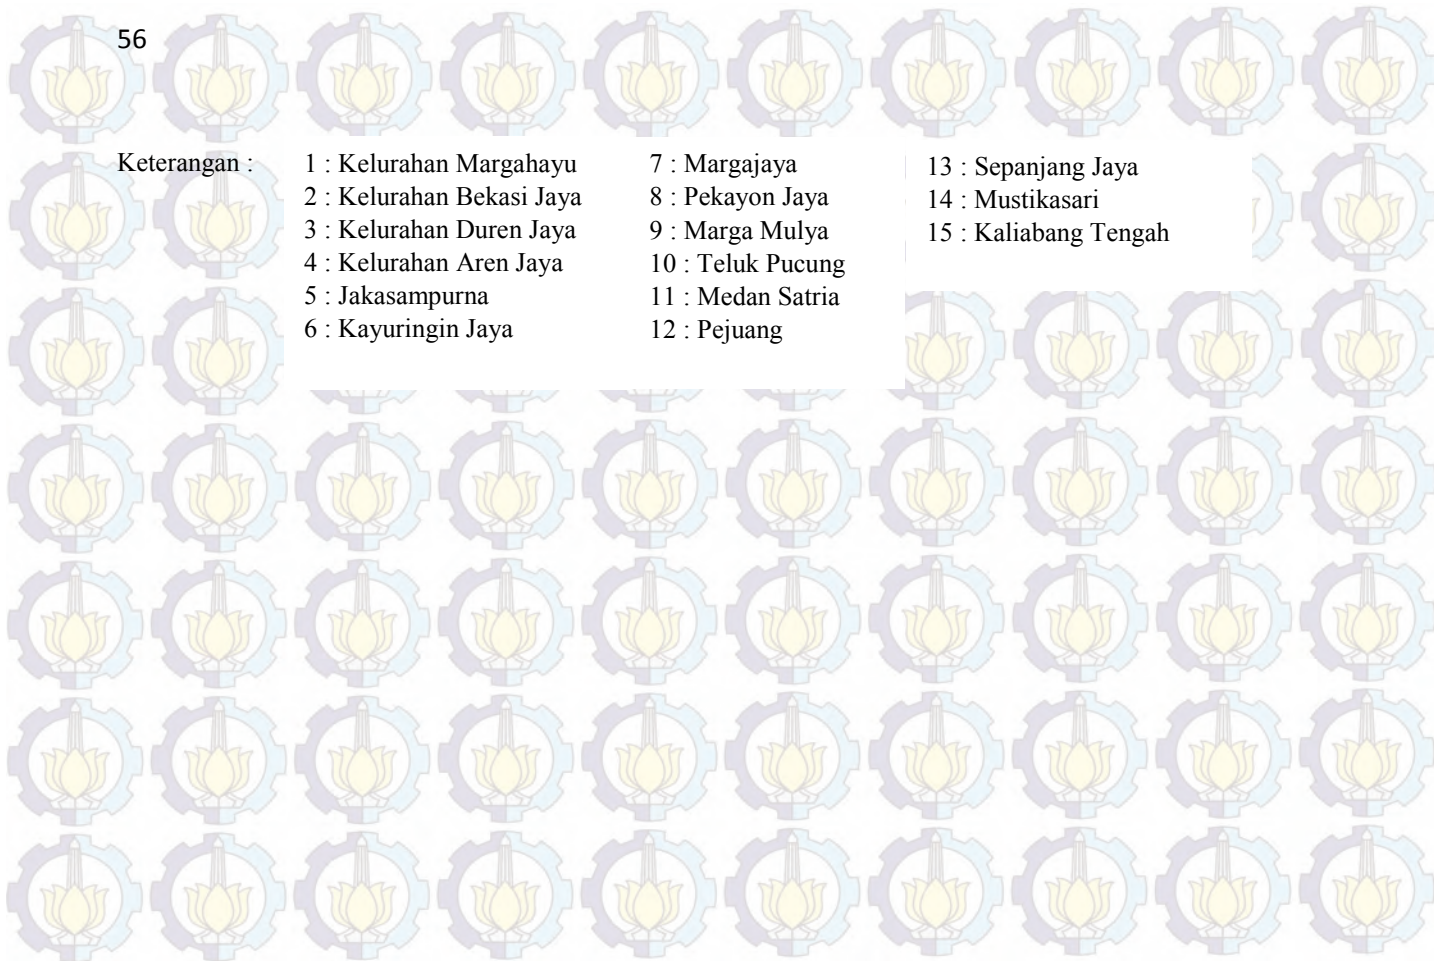 56
Keterangan :
1 : Kelurahan Margahayu
2 : Kelurahan Bekasi Jaya
3 : Kelurahan Duren Jaya
4 : Kelurahan Aren Jaya
5 : Jakasampurna
6 : Kayuringin Jaya
7 : Margajaya
8 : Pekayon Jaya
9 : Marga Mulya
10 : Teluk Pucung
11 : Medan Satria
12 : Pejuang
13 : Sepanjang Jaya
14 : Mustikasari
15 : Kaliabang Tengah